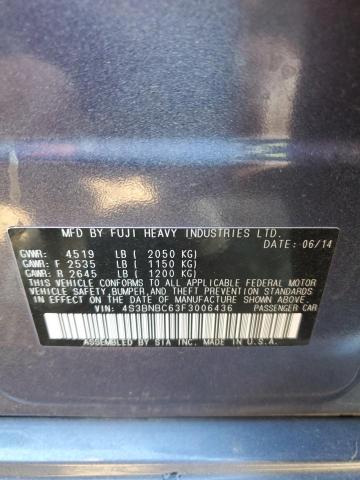 MFD BY FUJI HEAVY INDUSTRIES LTD.
DATE: 06/14
GVWR: 4519 LB ( 2050 KG)
GAWR: F 2535 LB ( 1150 KG)
GAWR: R 2645 LB ( 1200 KG)
THIS VEHICLE CONFORMS TO ALL APPLICABLE FEDERAL MOTOR
VEHICLE SAFETY, BUMPER, AND THEFT PREVENTION STANDARDS
IN EFFECT ON THE DATE OF MANUFACTURE SHOWN ABOVE.
VIN: 4S3BNBC63F3006436 PASSENGER CAR
ASSEMBLED BY SIA INC, MADE IN U.S.A.